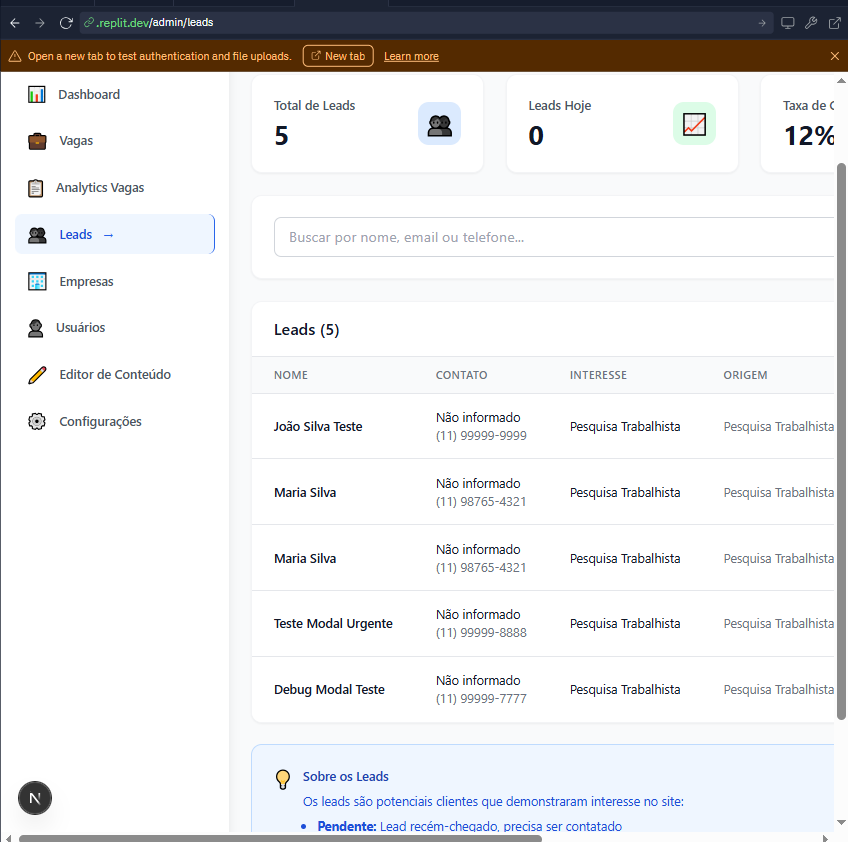 .replit.dev/admin/leads
Open a new tab to test authentication and file uploads. New tab Learn more
Dashboard
Vagas
Analytics Vagas
Leads →
Empresas
Usuários
Editor de Conteúdo
Configurações
N
Total de Leads
5
Leads Hoje
0
Taxa de C
12%
Buscar por nome, email ou telefone...
Leads (5)
NOME CONTATO INTERESSE ORIGEM
João Silva Teste Não informado Pesquisa Trabalhista Pesquisa Trabalhista
(11) 99999-9999
Maria Silva Não informado Pesquisa Trabalhista Pesquisa Trabalhista
(11) 98765-4321
Maria Silva Não informado Pesquisa Trabalhista Pesquisa Trabalhista
(11) 98765-4321
Teste Modal Urgente Não informado Pesquisa Trabalhista Pesquisa Trabalhista
(11) 99999-8888
Debug Modal Teste Não informado Pesquisa Trabalhista Pesquisa Trabalhista
(11) 99999-7777
Sobre os Leads
Os leads são potenciais clientes que demonstraram interesse no site:
• Pendente: Lead recém-chegado, precisa ser contatado